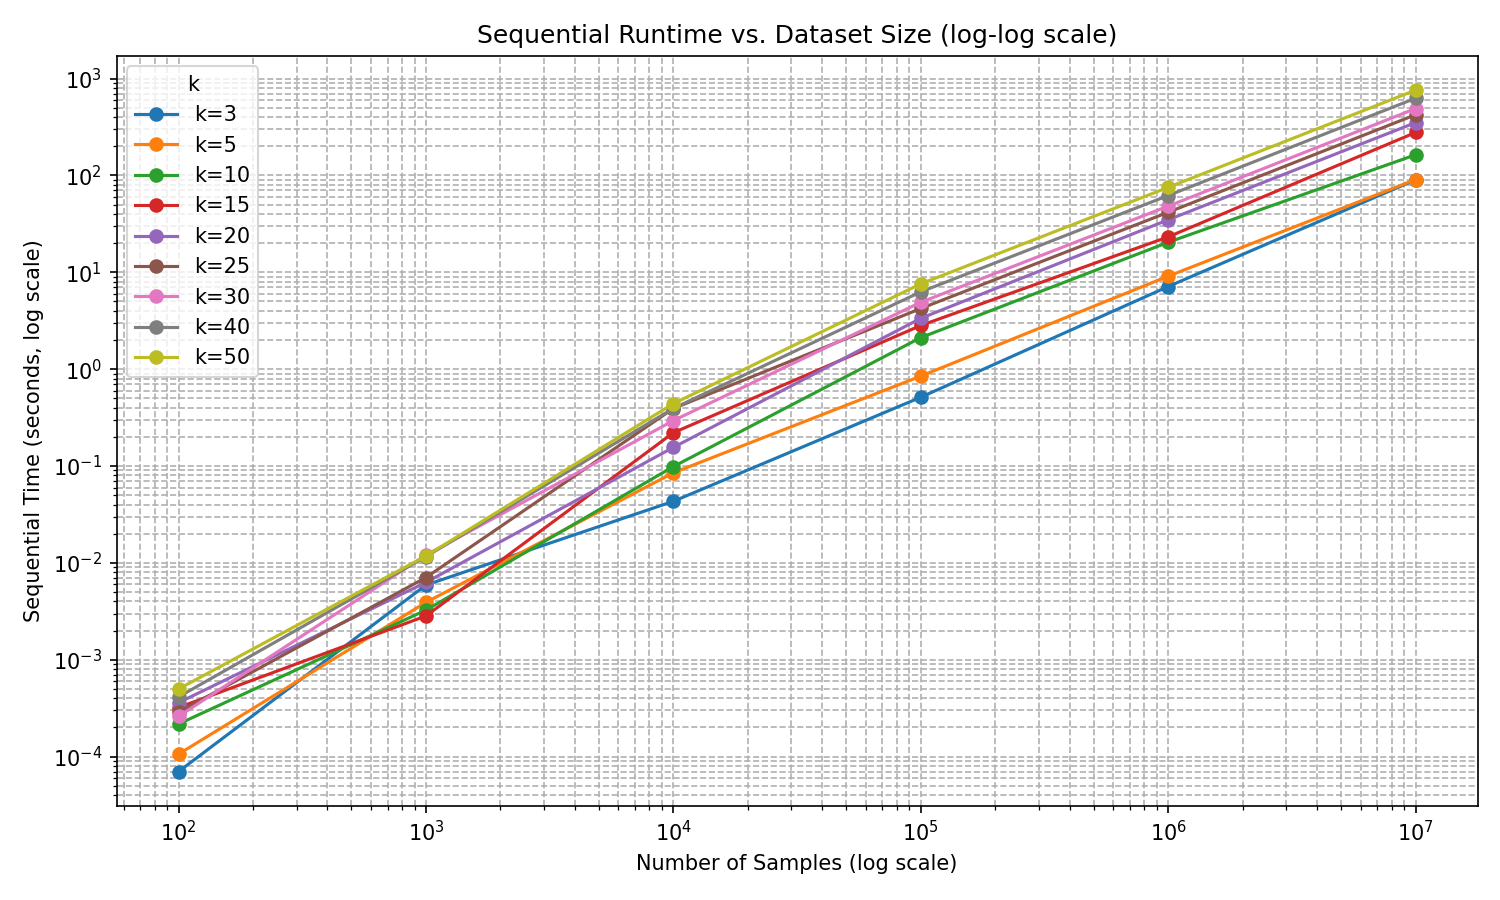 Sequential Runtime vs. Dataset Size (log-log scale)
Sequential Time (seconds, log scale)
10³
10²
10¹
10⁰
10⁻¹
10⁻²
10⁻³
10⁻⁴
k
k=3
k=5
k=10
k=15
k=20
k=25
k=30
k=40
k=50
10² 10³ 10⁴ 10⁵ 10⁶ 10⁷
Number of Samples (log scale)